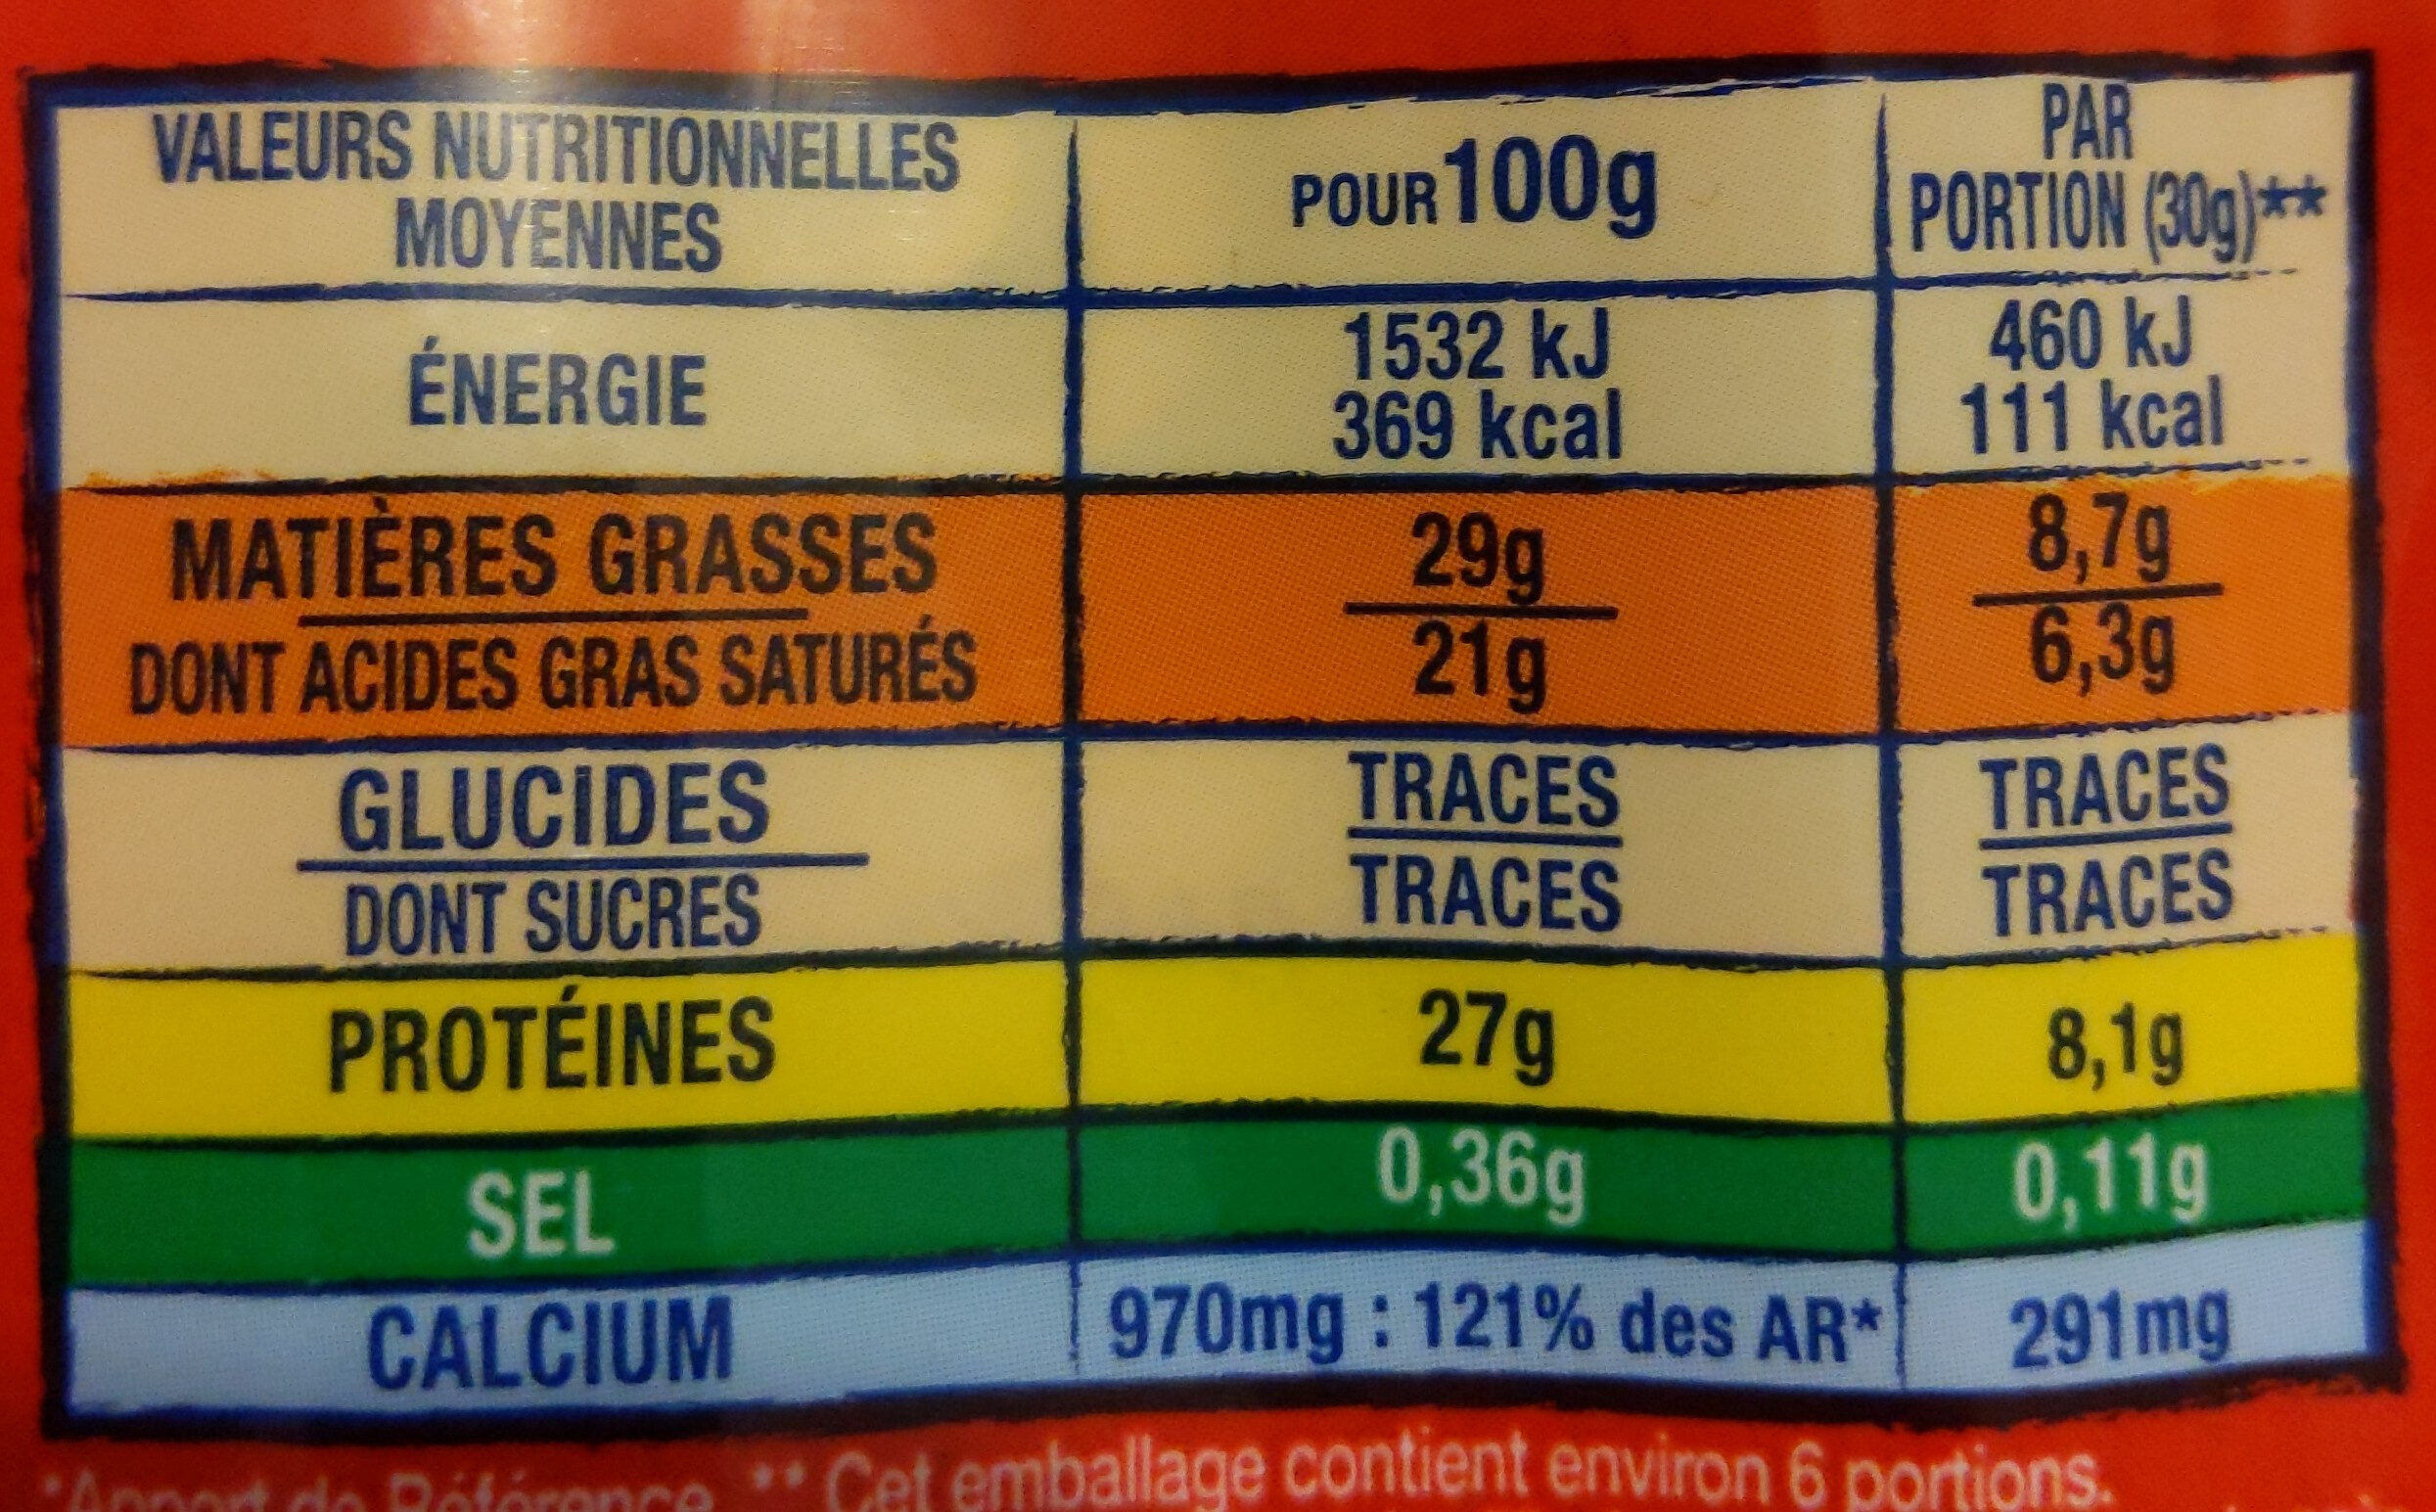 VALEURS NUTRITIONNELLES MOYENNES POUR 100g PAR PORTION (30g)**
ÉNERGIE 1532 kJ 369 kcal 460 kJ 111 kcal
MATIÈRES GRASSES 29g 8,7g
DONT ACIDES GRAS SATURÉS 21g 6,3g
GLUCIDES TRACES TRACES
DONT SUCRES TRACES TRACES
PROTÉINES 27g 8,1g
SEL 0,36g 0,11g
CALCIUM 970mg : 121% des AR* 291mg
*Apport de Référence ** Cet emballage contient environ 6 portions.